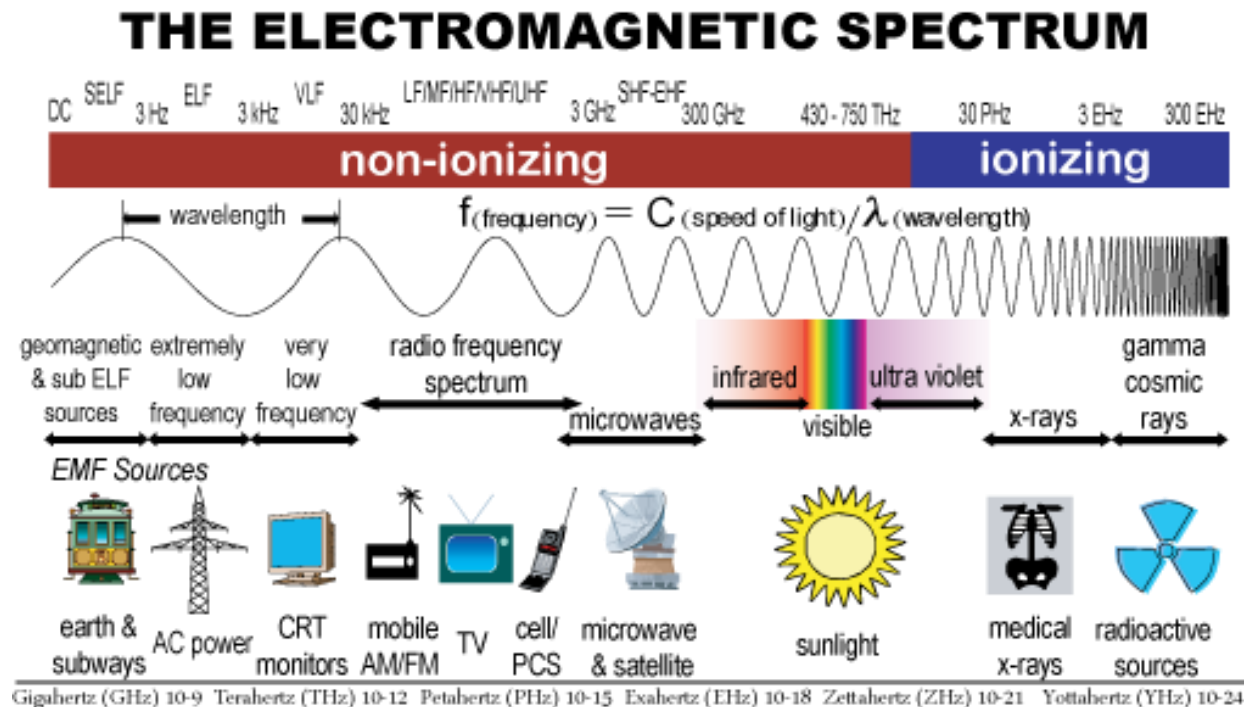 THE ELECTROMAGNETIC SPECTRUM
DC SELF 3 Hz ELF 3 kHz VLF 30 kHz LF/MF/HF/VHF/UHF 3 GHz SHF-EHF 300 GHz 430 - 750 THz 30 PHz 3 EHz 300 EHz
non-ionizing ionizing
wavelength f(frequency) = C (speed of light)/λ(wavelength)
geomagnetic
& sub ELF
sources
extremely
low
frequency
very
low
frequency
radio frequency
spectrum
microwaves
infrared
visible
ultra violet
x-rays
gamma
cosmic
rays
EMF Sources
earth &
subways
AC power
CRT
monitors
mobile
AM/FM
TV
cell/
PCS
microwave
& satellite
sunlight
medical
x-rays
radioactive
sources
Gigahertz (GHz) 10-9 Terahertz (THz) 10-12 Petahertz (PHz) 10-15 Exahertz (EHz) 10-18 Zettahertz (ZHz) 10-21 Yottahertz (YHz) 10-24